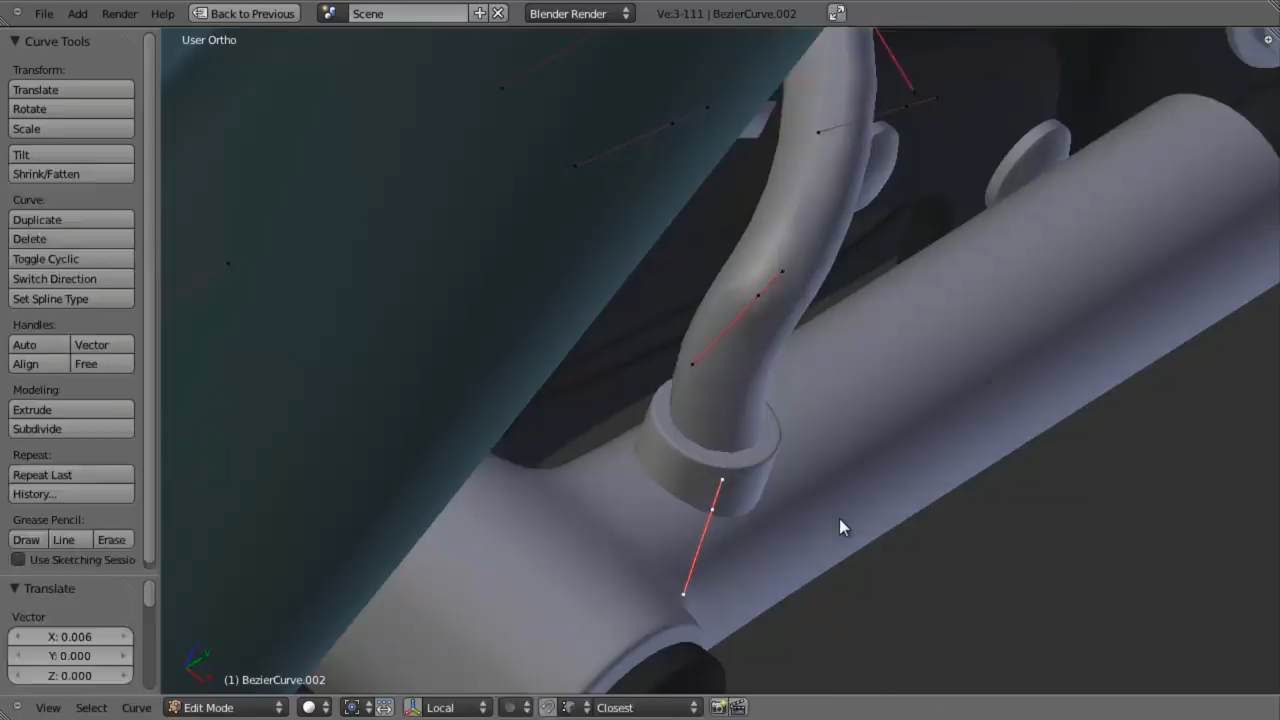 File Add Render Help Back to Previous Scene Blender Render Ve:3-111 | BezierCurve.002
Curve Tools
User Ortho
Transform:
Translate
Rotate
Scale
Tilt
Shrink/Fatten
Curve:
Duplicate
Delete
Toggle Cyclic
Switch Direction
Set Spline Type
Handles:
Auto Vector
Align Free
Modeling:
Extrude
Subdivide
Repeat:
Repeat Last
History...
Grease Pencil:
Draw Line Erase
Use Sketching Sessio
Translate
Vector
X: 0.006
Y: 0.000
Z: 0.000
(1) BezierCurve.002
View Select Curve Edit Mode Local Closest